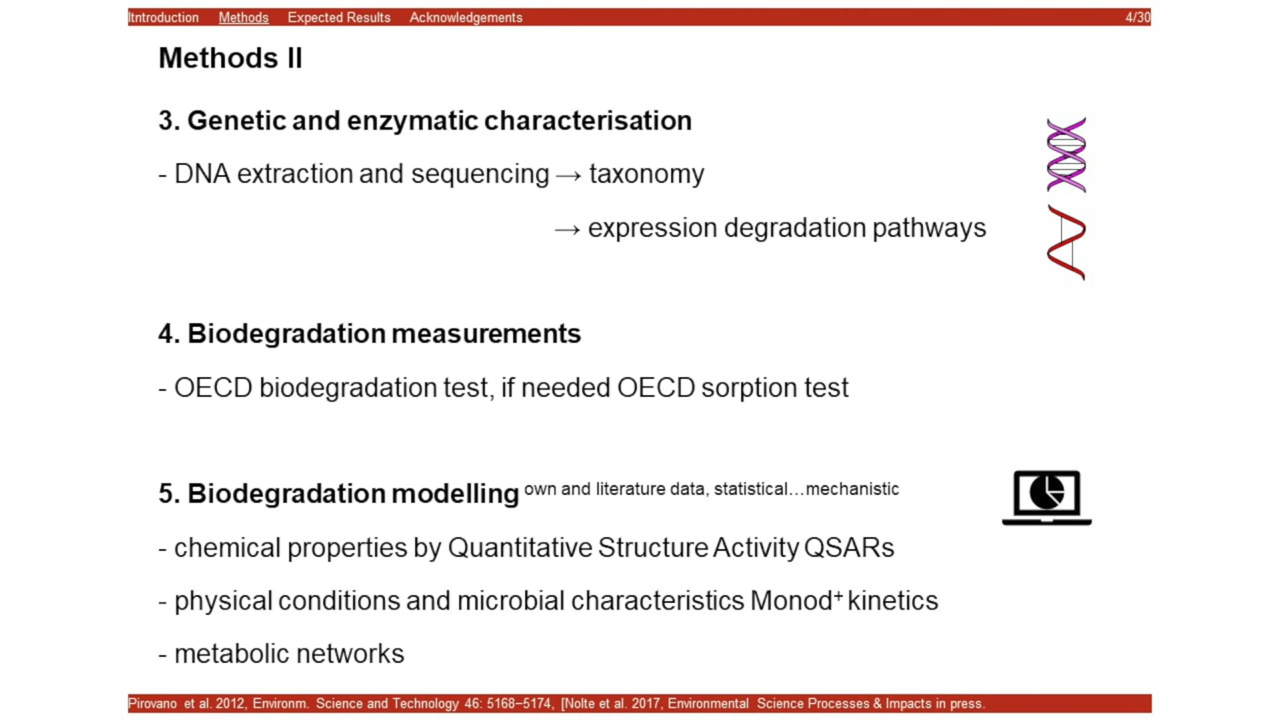 Itntroduction Methods Expected Results Acknowledgements 4/30
Methods II
3. Genetic and enzymatic characterisation
- DNA extraction and sequencing → taxonomy
→ expression degradation pathways
4. Biodegradation measurements
- OECD biodegradation test, if needed OECD sorption test
5. Biodegradation modelling own and literature data, statistical…mechanistic
- chemical properties by Quantitative Structure Activity QSARs
- physical conditions and microbial characteristics Monod⁺ kinetics
- metabolic networks
Pirovano et al. 2012, Environm. Science and Technology 46: 5168−5174, [Nolte et al. 2017, Environmental Science Processes & Impacts in press.